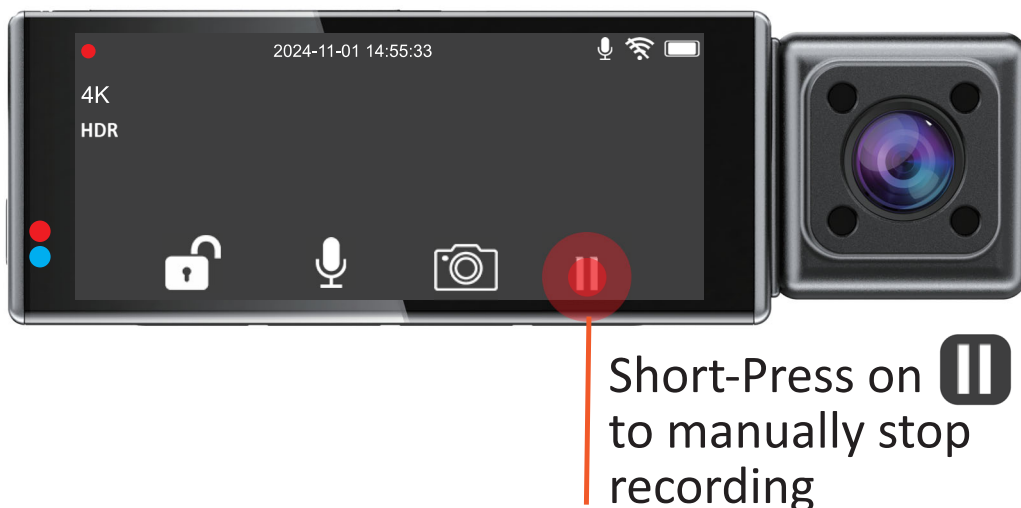 2024-11-01 14:55:33
4K
HDR
Short-Press on
to manually stop
recording